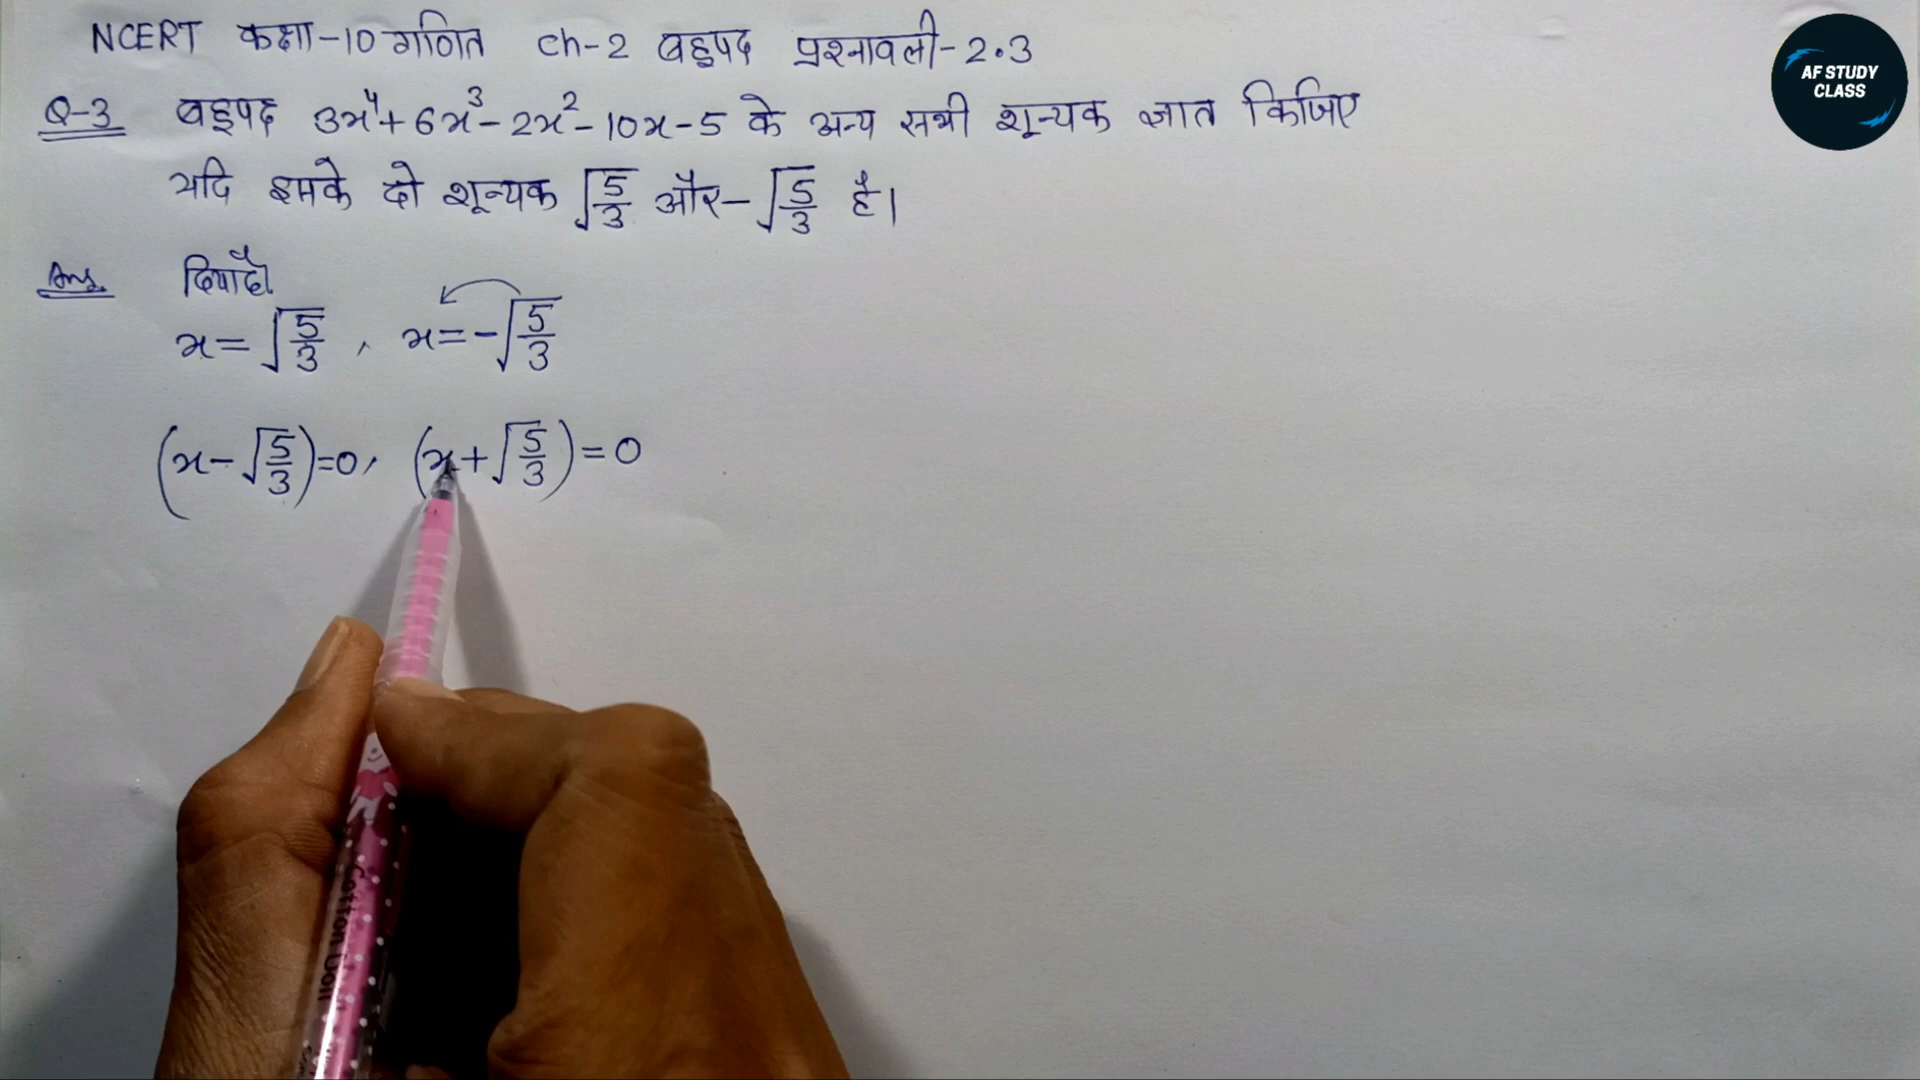 NCERT कक्षा-10 गणित ch-2 बहुपद प्रश्नावली-2.3
Q-3 बहुपद 3x⁴+6x³-2x²-10x-5 के अन्य सभी शून्यक ज्ञात किजिए
यदि इसके दो शून्यक √5/3 और -√5/3 है।
Ans दिया है
x=√5/3, x=-√5/3
(x-√5/3)=0, (x+√5/3)=0
AF STUDY
CLASS